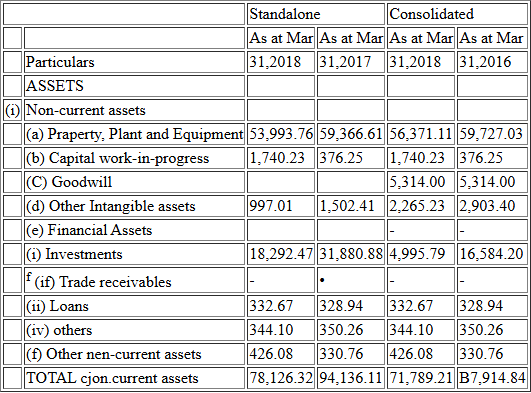 Standalone Consolidated
As at Mar As at Mar As at Mar As at Mar
Particulars 31,2018 31,2017 31,2018 31,2016
ASSETS
(i) Non-current assets
(a) Praperty, Plant and Equipment 53,993.76 59,366.61 56,371.11 59,727.03
(b) Capital work-in-progress 1,740.23 376.25 1,740.23 376.25
(C) Goodwill 5,314.00 5,314.00
(d) Other Intangible assets 997.01 1,502.41 2,265.23 2,903.40
(e) Financial Assets - -
(i) Investments 18,292.47 31,880.88 4,995.79 16,584.20
f (if) Trade receivables - • - -
(ii) Loans 332.67 328.94 332.67 328.94
(iv) others 344.10 350.26 344.10 350.26
(f) Other nen-current assets 426.08 330.76 426.08 330.76
TOTAL cjon.current assets 78,126.32 94,136.11 71,789.21 B7,914.84